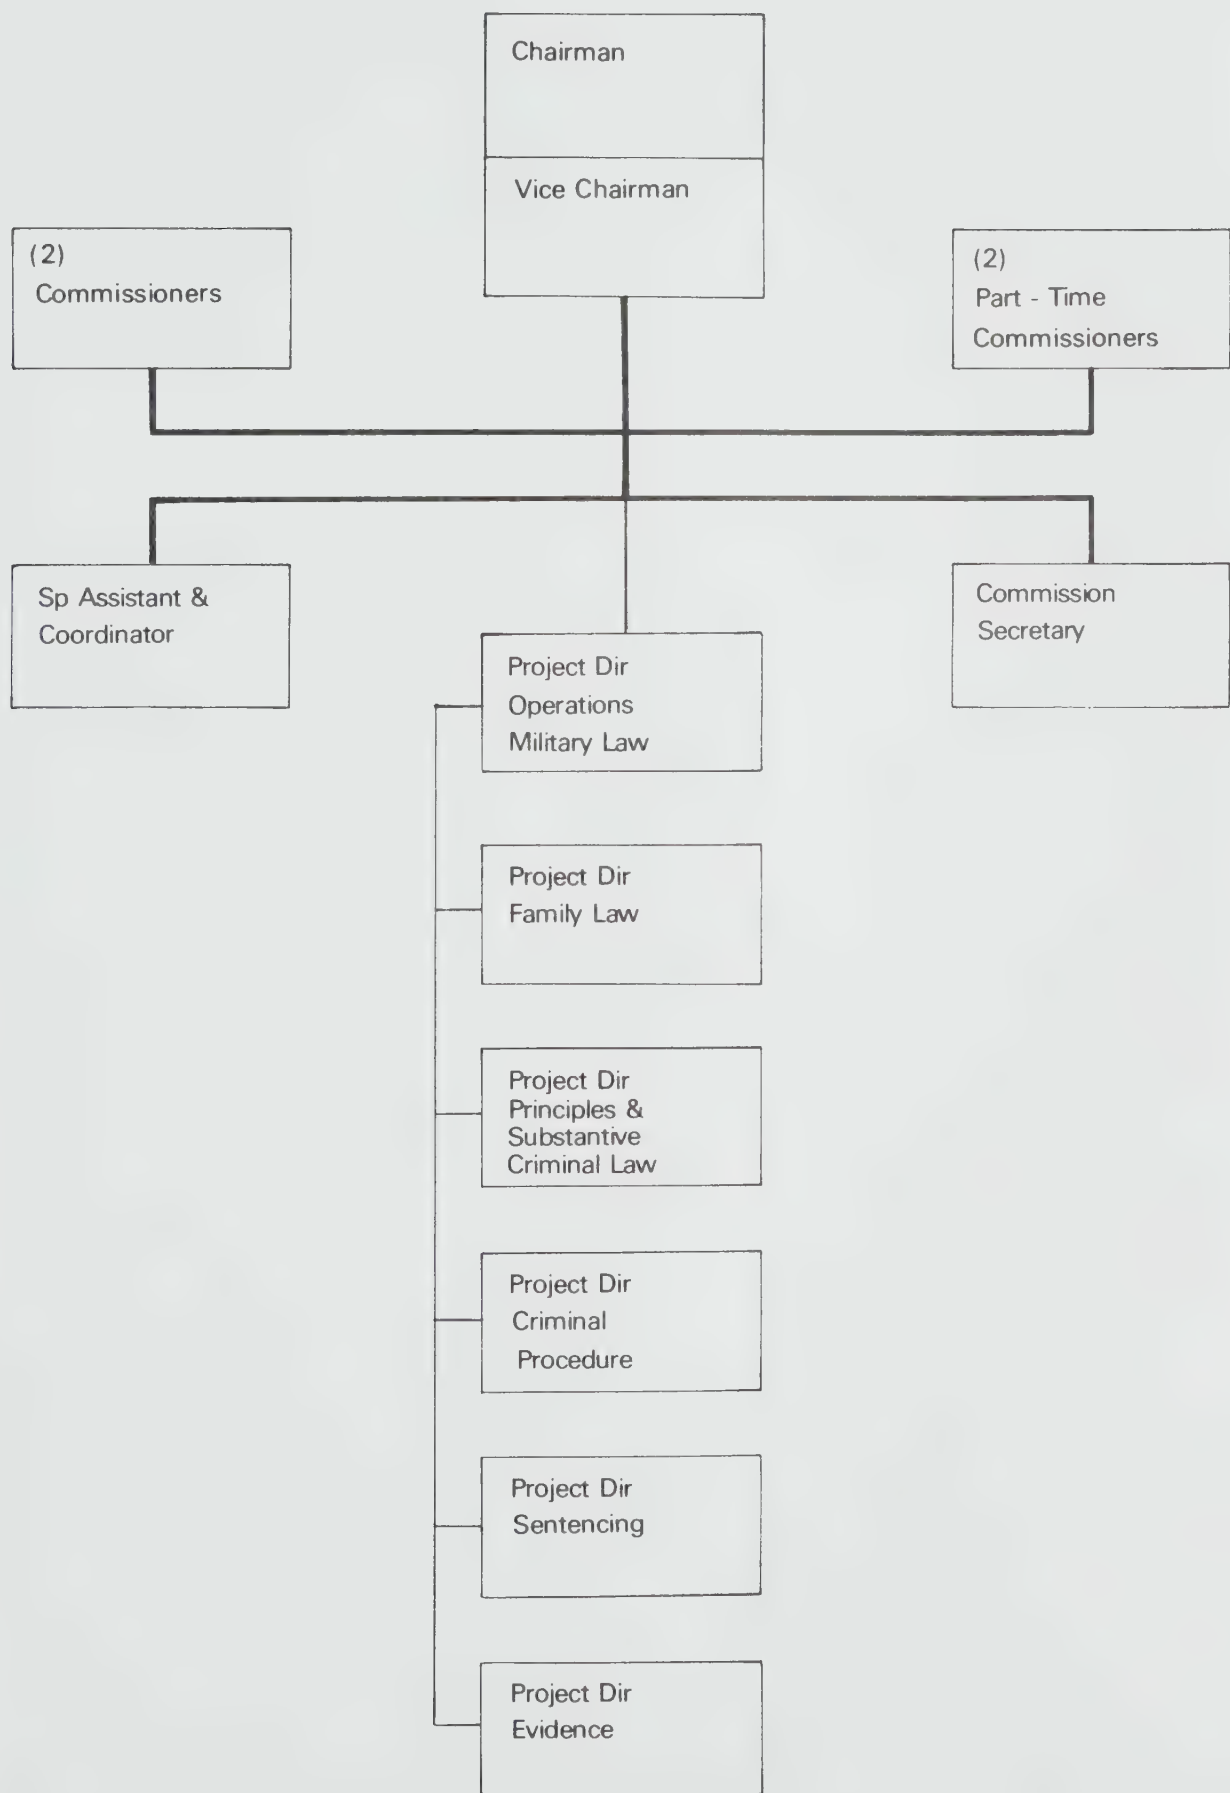 Chairman
Vice Chairman
(2)
Commissioners
(2)
Part - Time
Commissioners
Sp Assistant &
Coordinator
Commission
Secretary
Project Dir
Operations
Military Law
Project Dir
Family Law
Project Dir
Principles &
Substantive
Criminal Law
Project Dir
Criminal
Procedure
Project Dir
Sentencing
Project Dir
Evidence